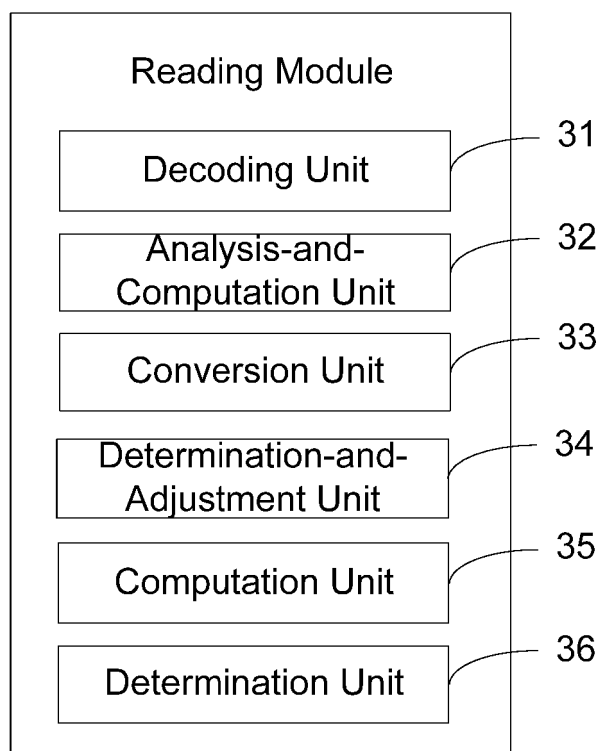 Reading Module
Decoding Unit
31
Analysis-and-
Computation Unit
32
Conversion Unit
33
Determination-and-
Adjustment Unit
34
Computation Unit
35
Determination Unit
36